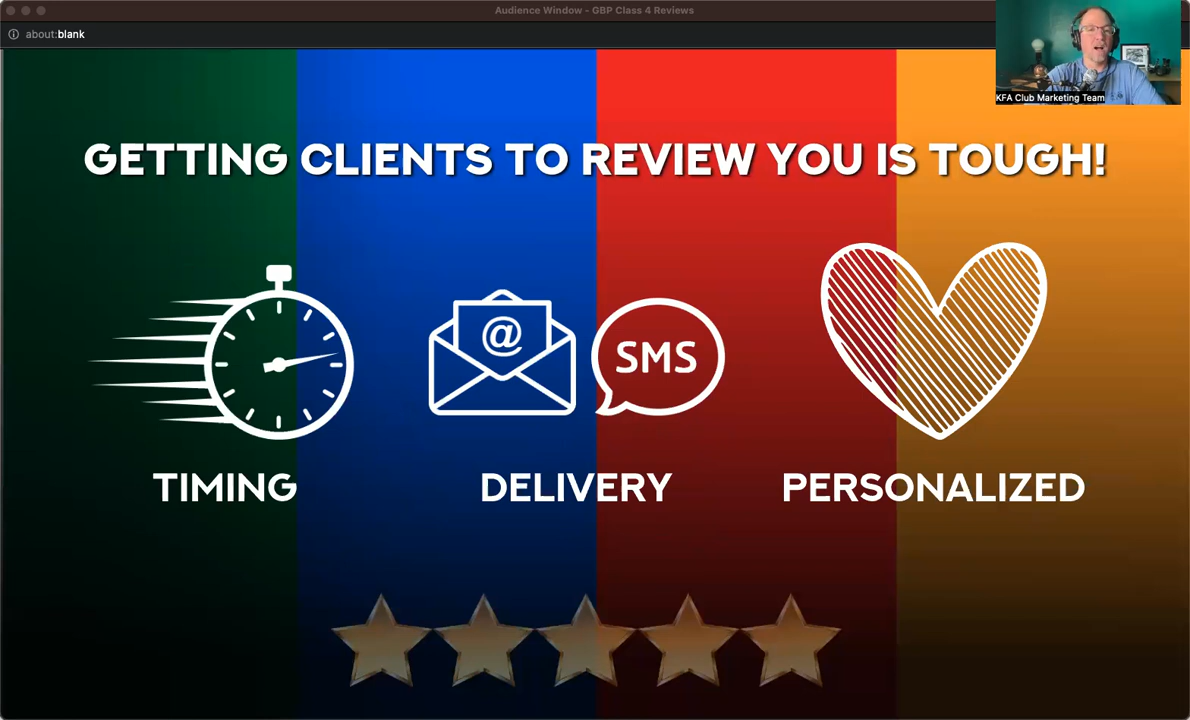 Audience Window - GBP Class 4 Reviews
about:blank
KFA Club Marketing Team
GETTING CLIENTS TO REVIEW YOU IS TOUGH!
@
SMS
TIMING
DELIVERY
PERSONALIZED